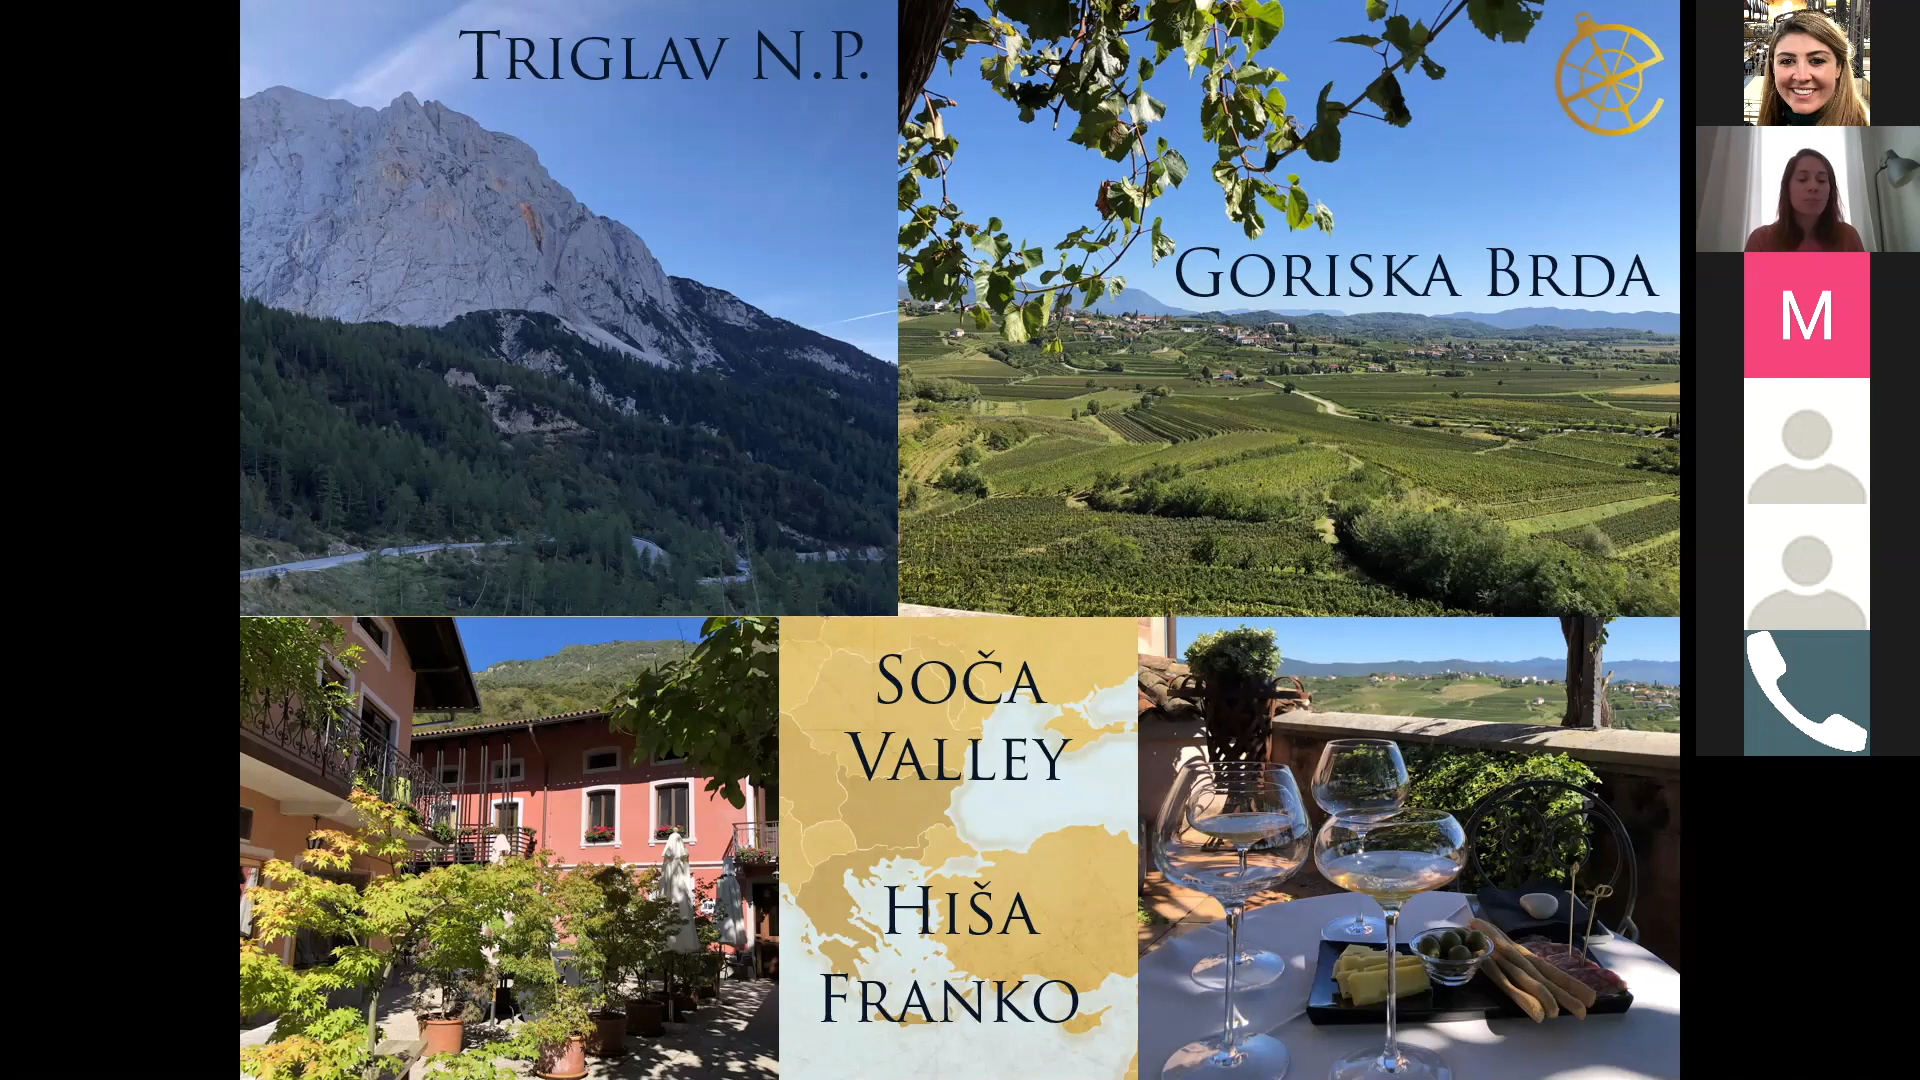 TRIGLAV N.P.
GORISKA BRDA
SOČA
VALLEY
HIŠA
FRANKO
M